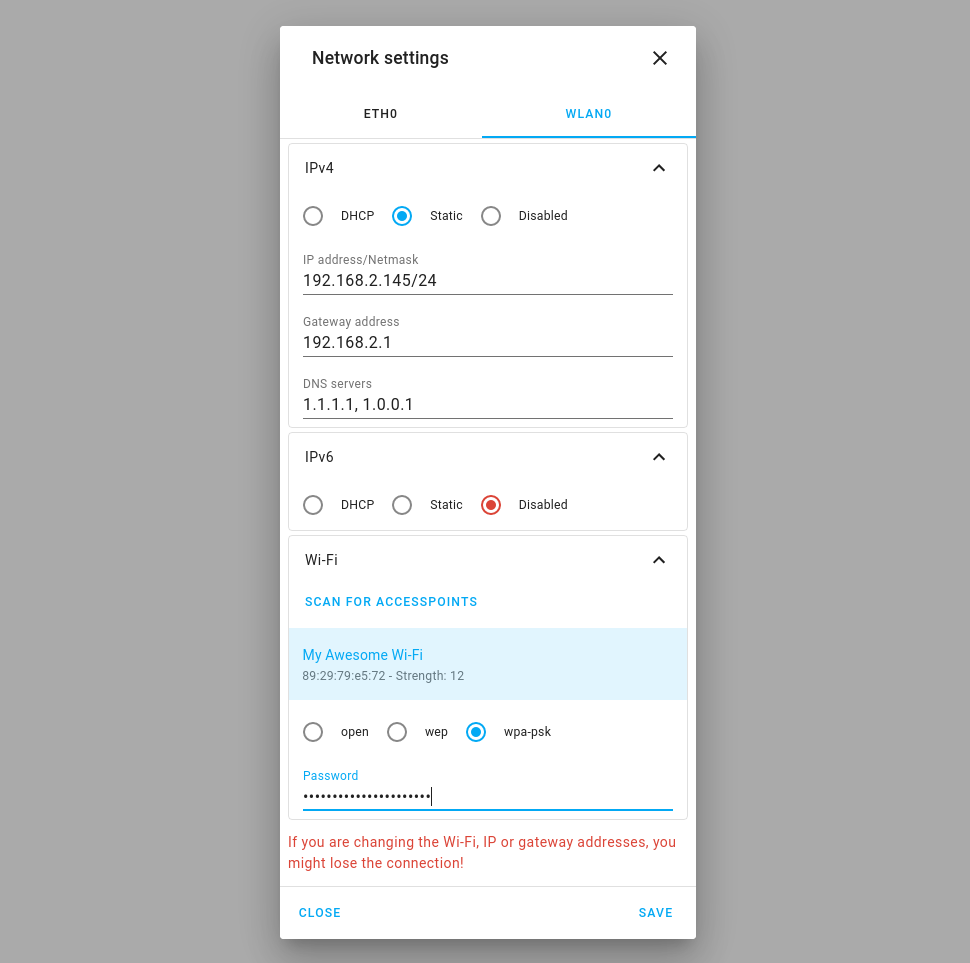 Network settings
ETH0 WLAN0
IPv4
DHCP Static Disabled
IP address/Netmask
192.168.2.145/24
Gateway address
192.168.2.1
DNS servers
1.1.1.1, 1.0.0.1
IPv6
DHCP Static Disabled
Wi-Fi
SCAN FOR ACCESSPOINTS
My Awesome Wi-Fi
89:29:79:e5:72 - Strength: 12
open wep wpa-psk
Password
••••••••••••••••••••••
If you are changing the Wi-Fi, IP or gateway addresses, you
might lose the connection!
CLOSE SAVE